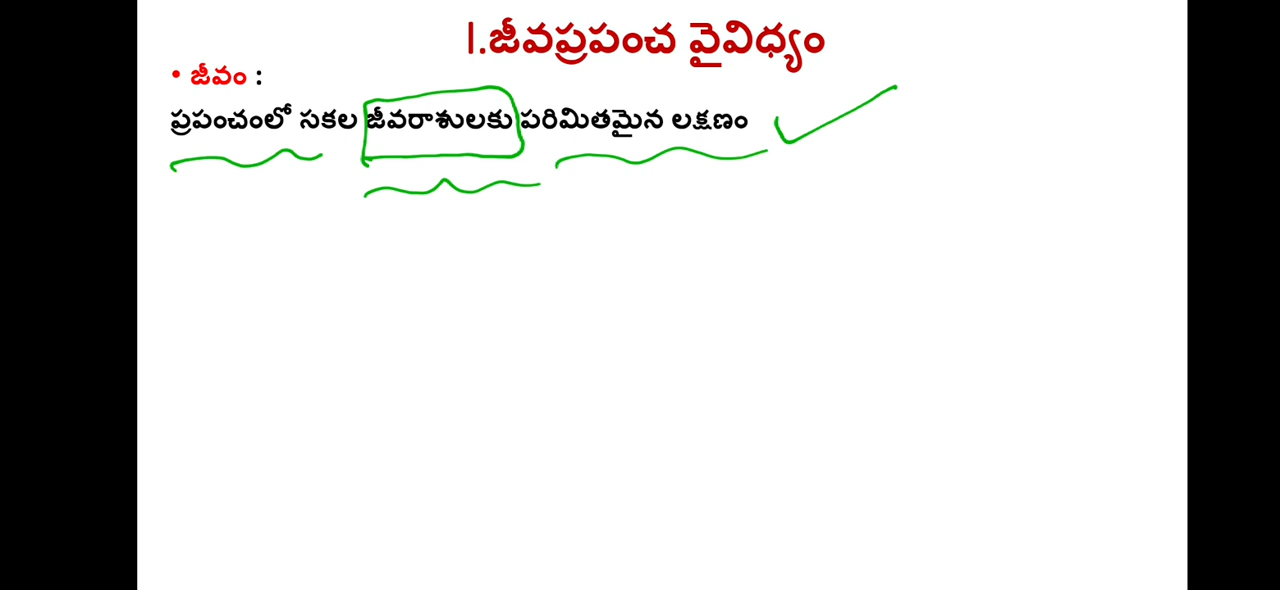 I.జీవప్రపంచ వైవిధ్యం
• జీవం :
ప్రపంచంలో సకల జీవరాశులకు పరిమితమైన లక్షణం